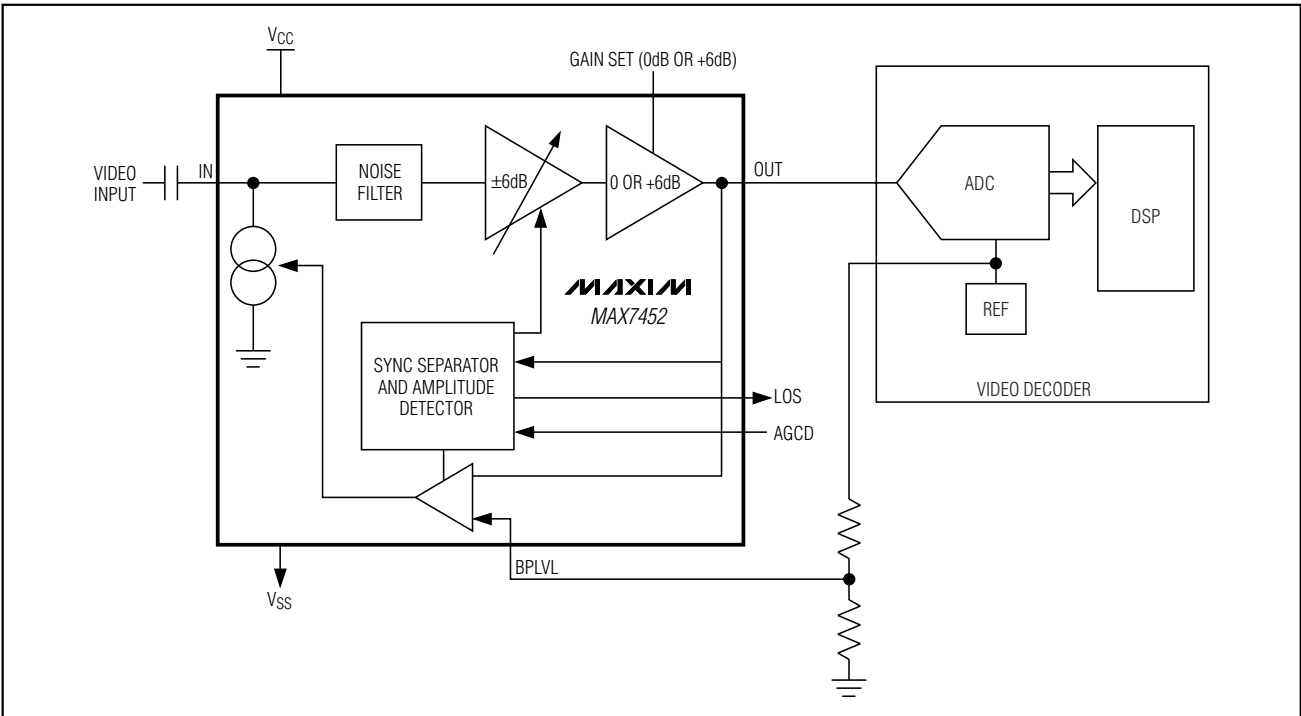 VCC
GAIN SET (0dB OR +6dB)
VIDEO
INPUT
IN
NOISE
FILTER
±6dB
0 OR +6dB
OUT
ADC
DSP
REF
VIDEO DECODER
MAXIM
MAX7452
SYNC SEPARATOR
AND AMPLITUDE
DETECTOR
LOS
AGCD
BPLVL
VSS